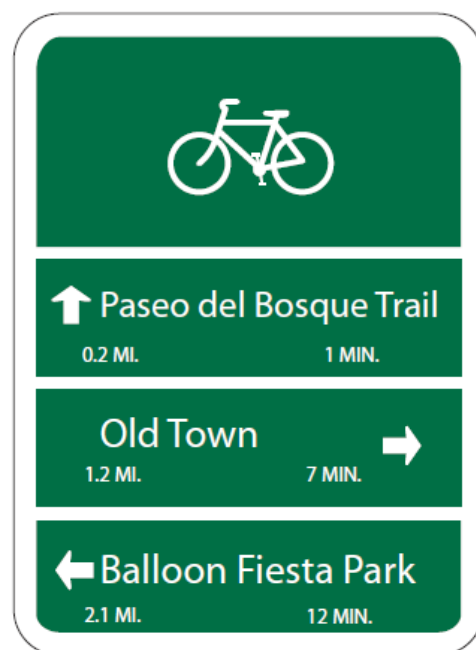 Paseo del Bosque Trail
0.2 MI. 1 MIN.
Old Town
1.2 MI. 7 MIN.
Balloon Fiesta Park
2.1 MI. 12 MIN.